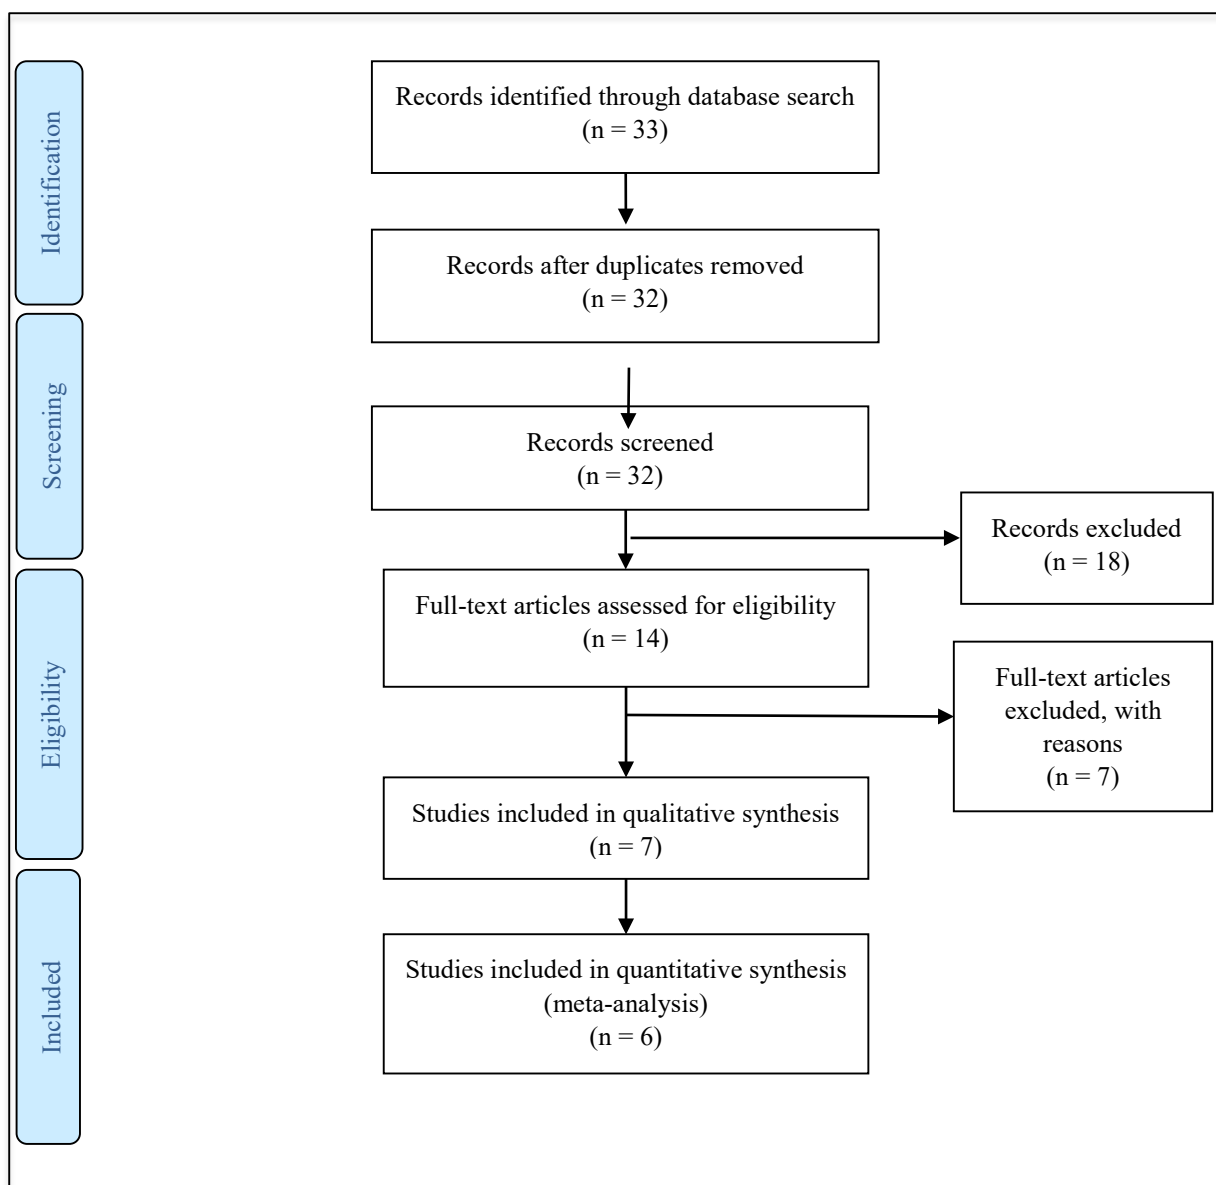 Identification
Records identified through database search
(n = 33)
Records after duplicates removed
(n = 32)
Screening
Records screened
(n = 32)
Records excluded
(n = 18)
Eligibility
Full-text articles assessed for eligibility
(n = 14)
Full-text articles
excluded, with
reasons
(n = 7)
Studies included in qualitative synthesis
(n = 7)
Included
Studies included in quantitative synthesis
(meta-analysis)
(n = 6)